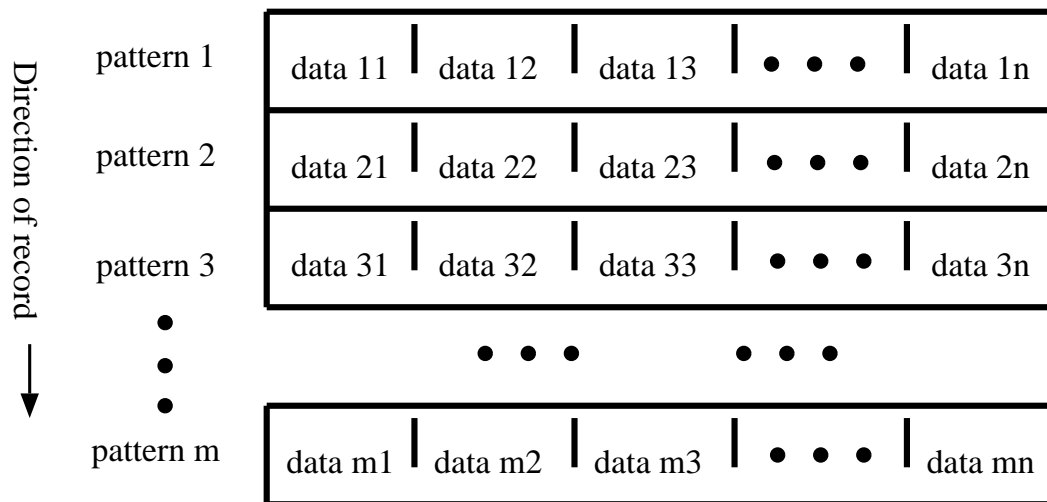 Direction of record
pattern 1 data 11 data 12 data 13 data 1n
pattern 2 data 21 data 22 data 23 data 2n
pattern 3 data 31 data 32 data 33 data 3n
pattern m data m1 data m2 data m3 data mn